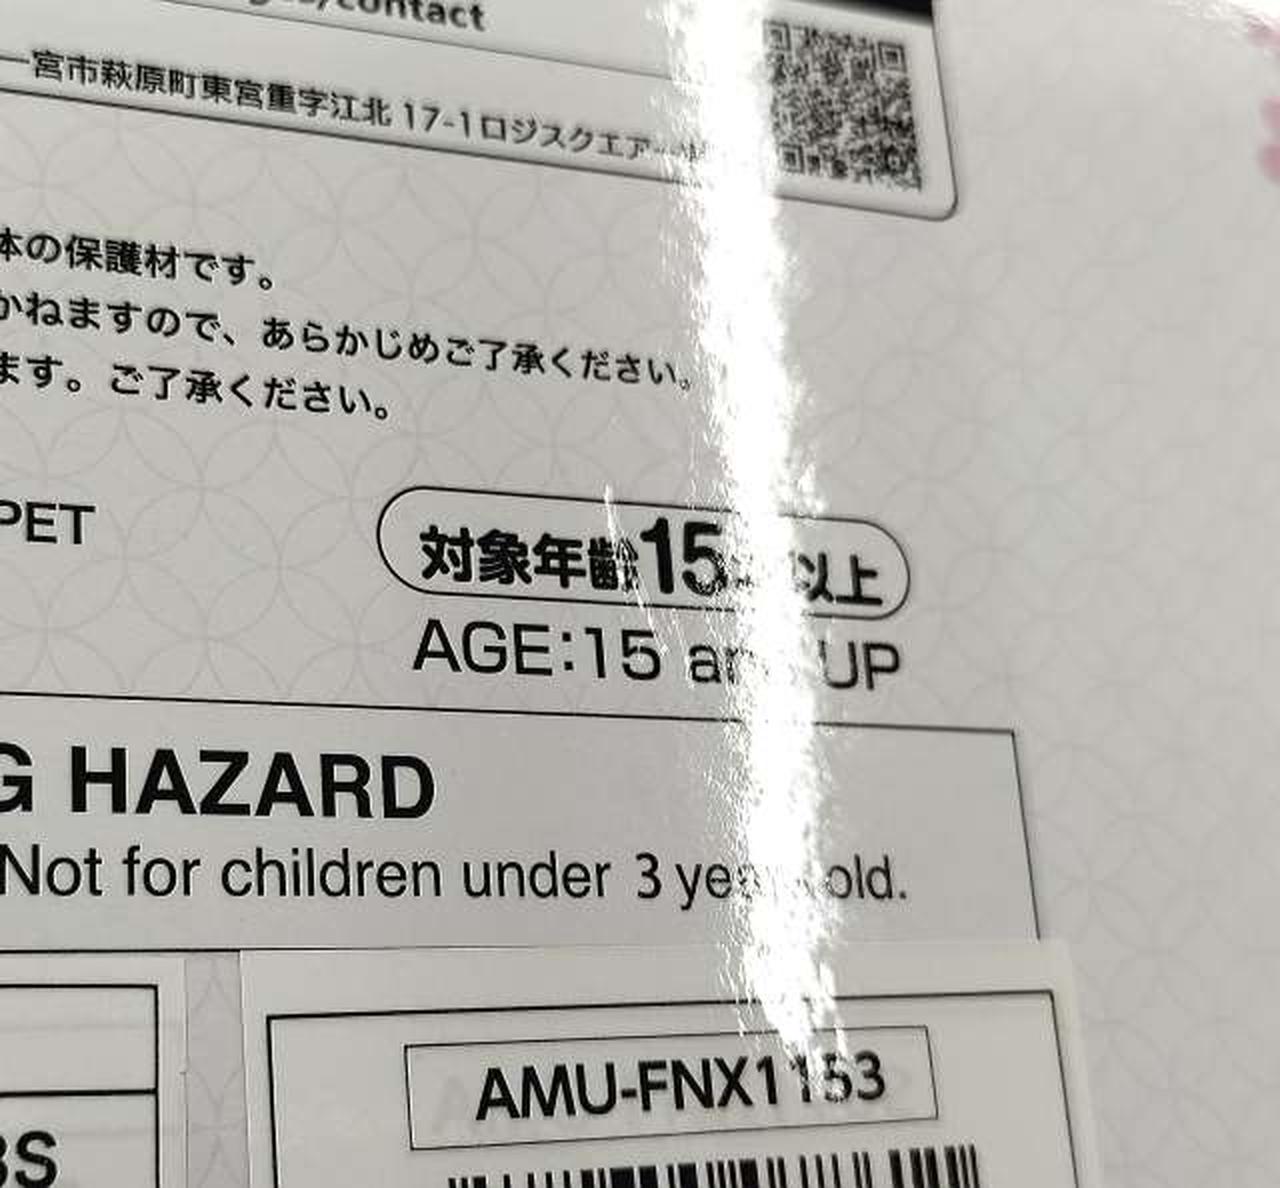 /contact
一宮市萩原町東宮重字江北 17-1ロジスクエア一
本の保護材です。
かねますので、あらかじめご了承ください。
ます。ご了承ください。
PET
対象年齢15 以上
AGE:15 and UP
G HAZARD
Not for children under 3 years old.
AMU-FNX1153
BS